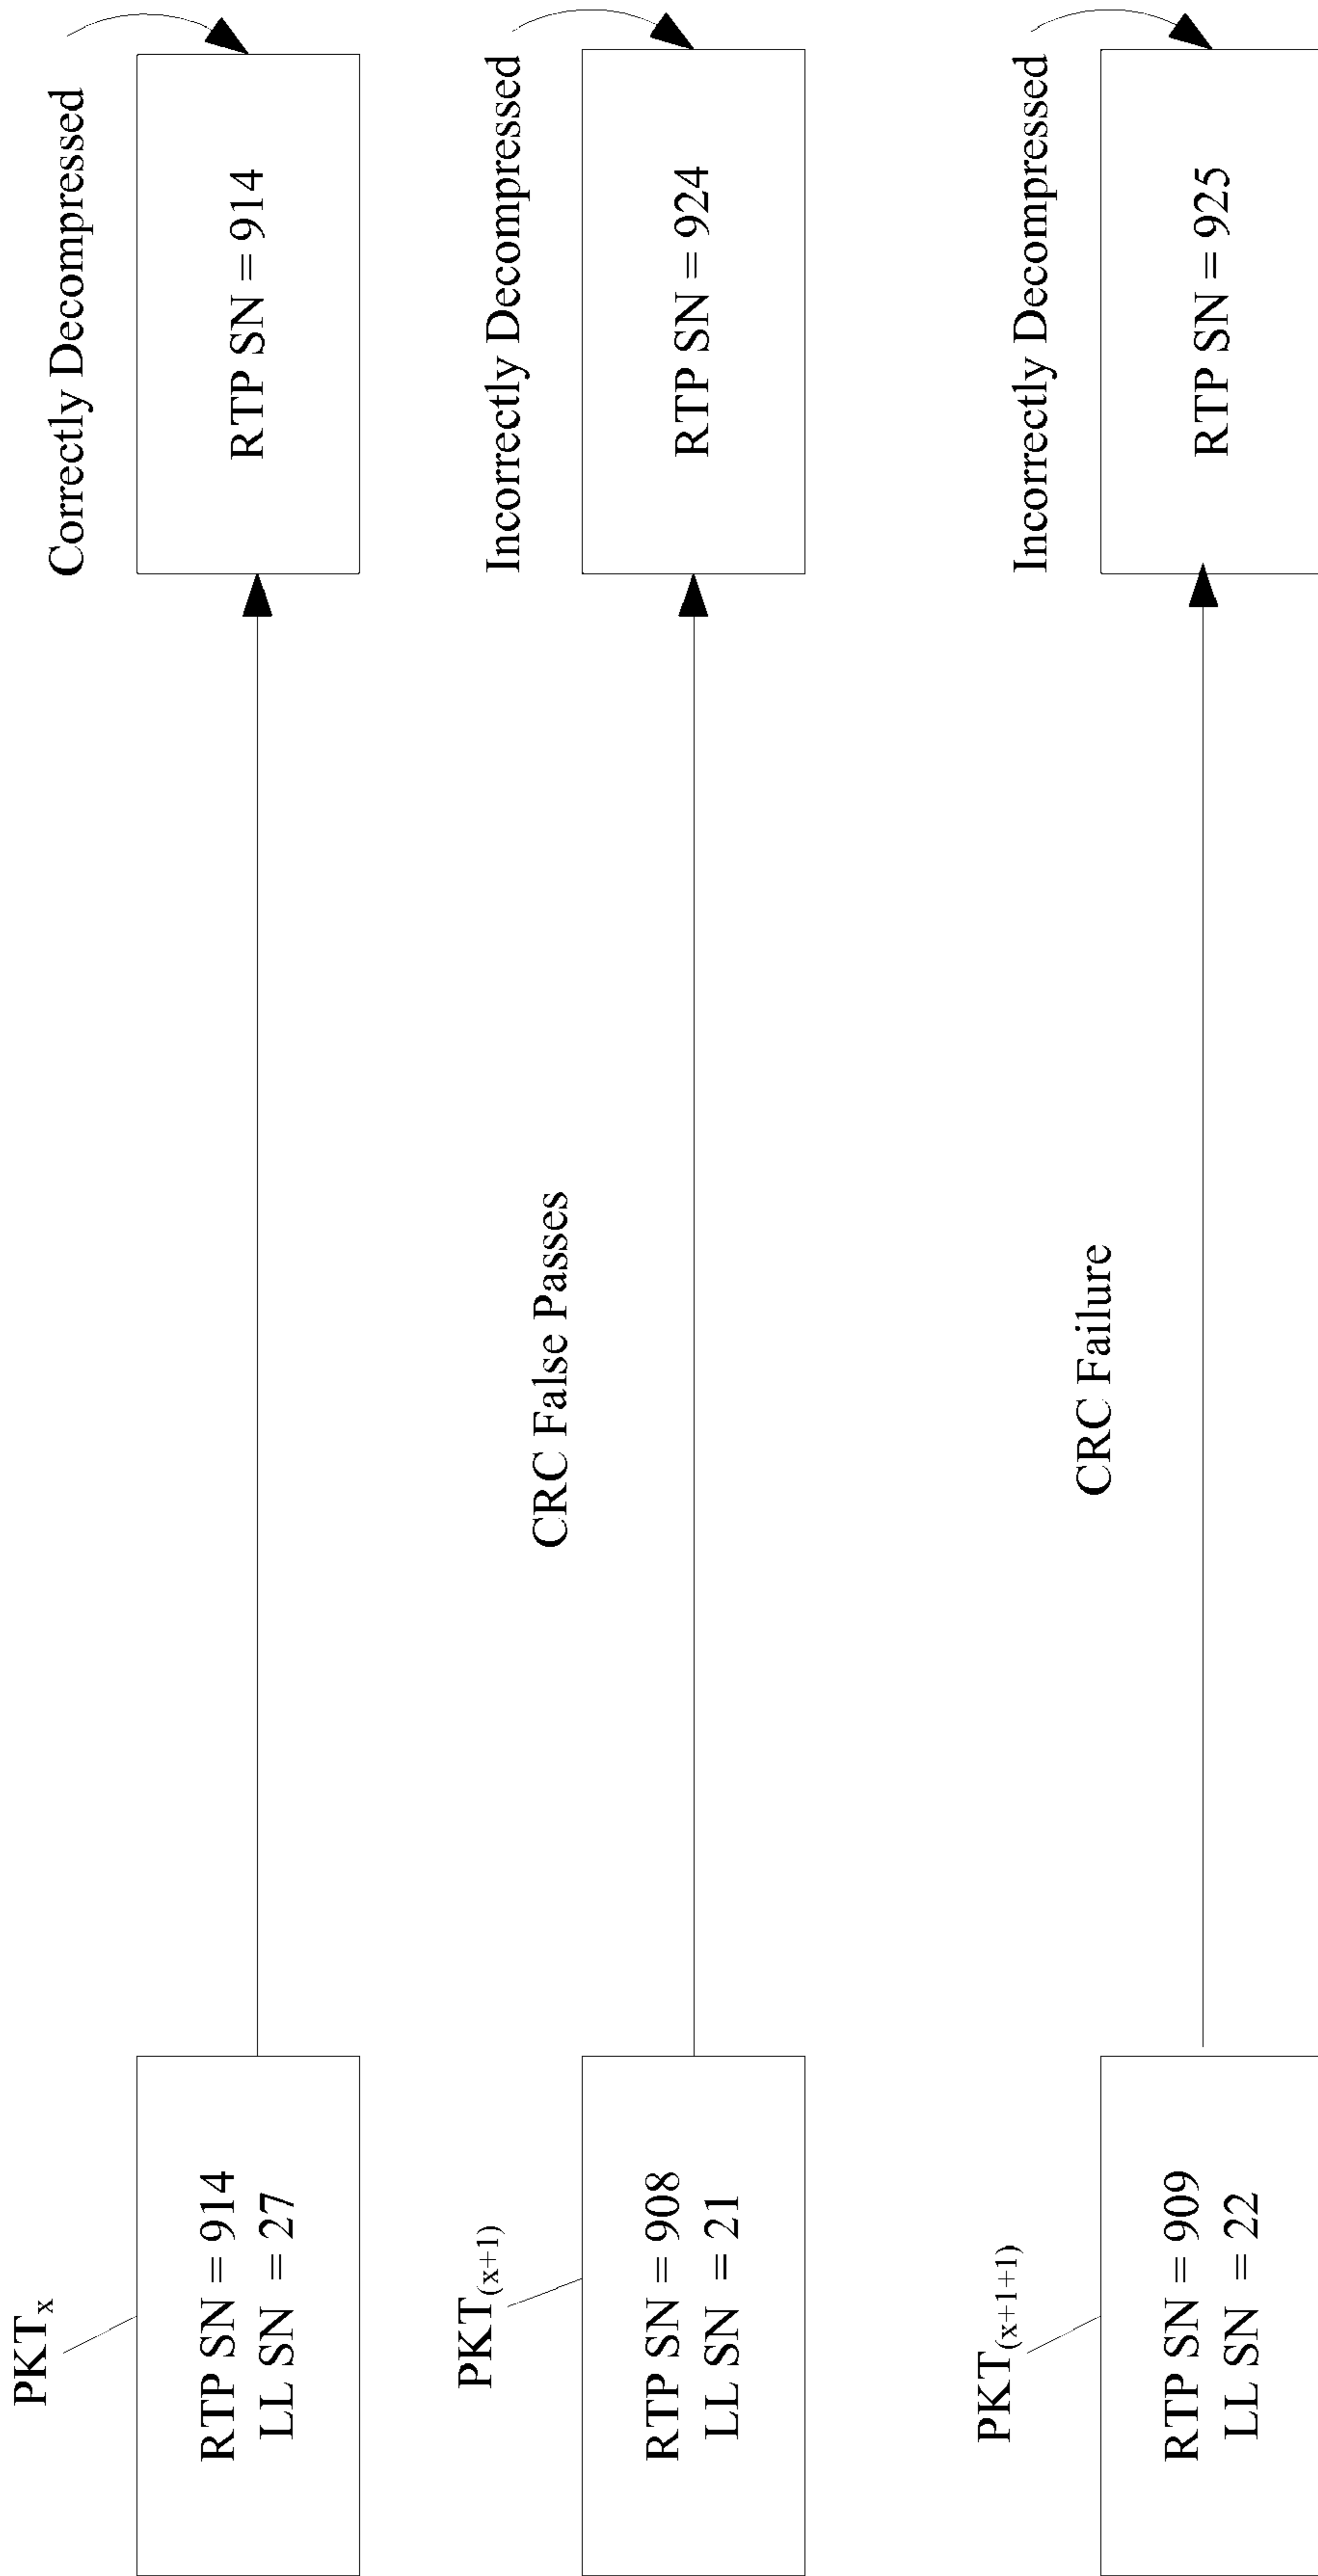 PKTx
RTP SN = 914
LL SN = 27
Correctly Decompressed
RTP SN = 914
PKT(x+1)
RTP SN = 908
LL SN = 21
CRC False Passes
Incorrectly Decompressed
RTP SN = 924
PKT(x+1+1)
RTP SN = 909
LL SN = 22
CRC Failure
Incorrectly Decompressed
RTP SN = 925